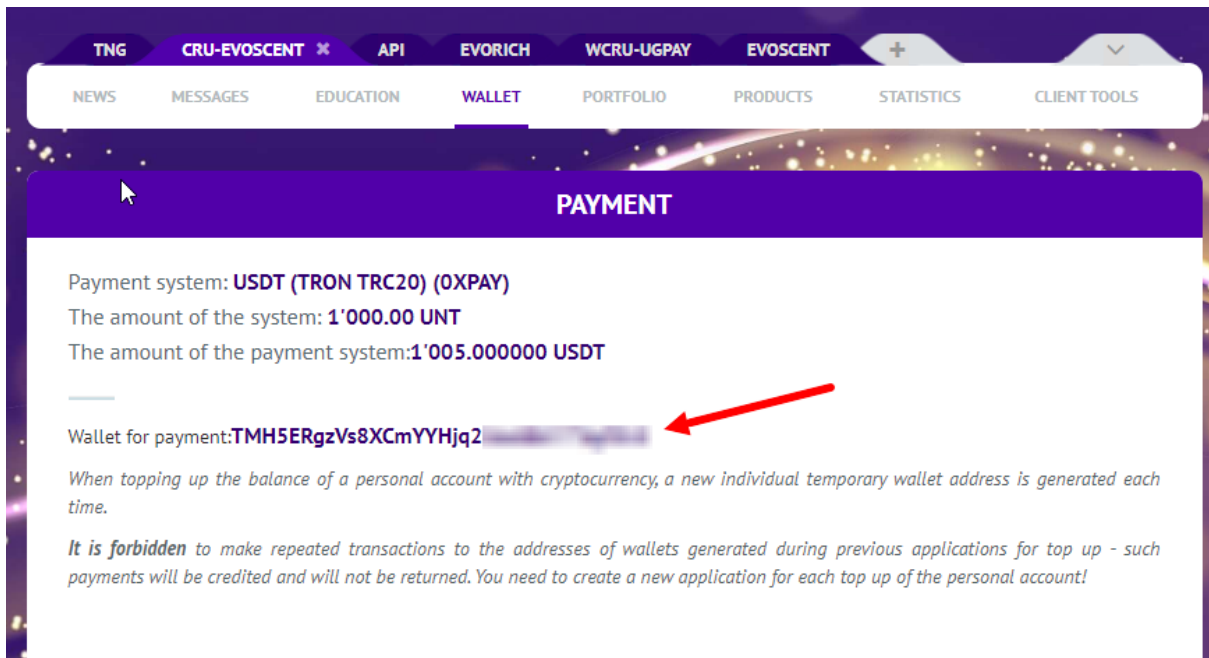 TNG CRU-EVOSCENT ✖ API EVORICH WCRU-UGPAY EVOSCENT +
NEWS MESSAGES EDUCATION WALLET PORTFOLIO PRODUCTS STATISTICS CLIENT TOOLS
PAYMENT
Payment system: USDT (TRON TRC20) (0XPAY)
The amount of the system: 1'000.00 UNT
The amount of the payment system:1'005.000000 USDT
Wallet for payment:TMH5ERgzVs8XCmYYHjq2
When topping up the balance of a personal account with cryptocurrency, a new individual temporary wallet address is generated each
time.
It is forbidden to make repeated transactions to the addresses of wallets generated during previous applications for top up - such
payments will be credited and will not be returned. You need to create a new application for each top up of the personal account!